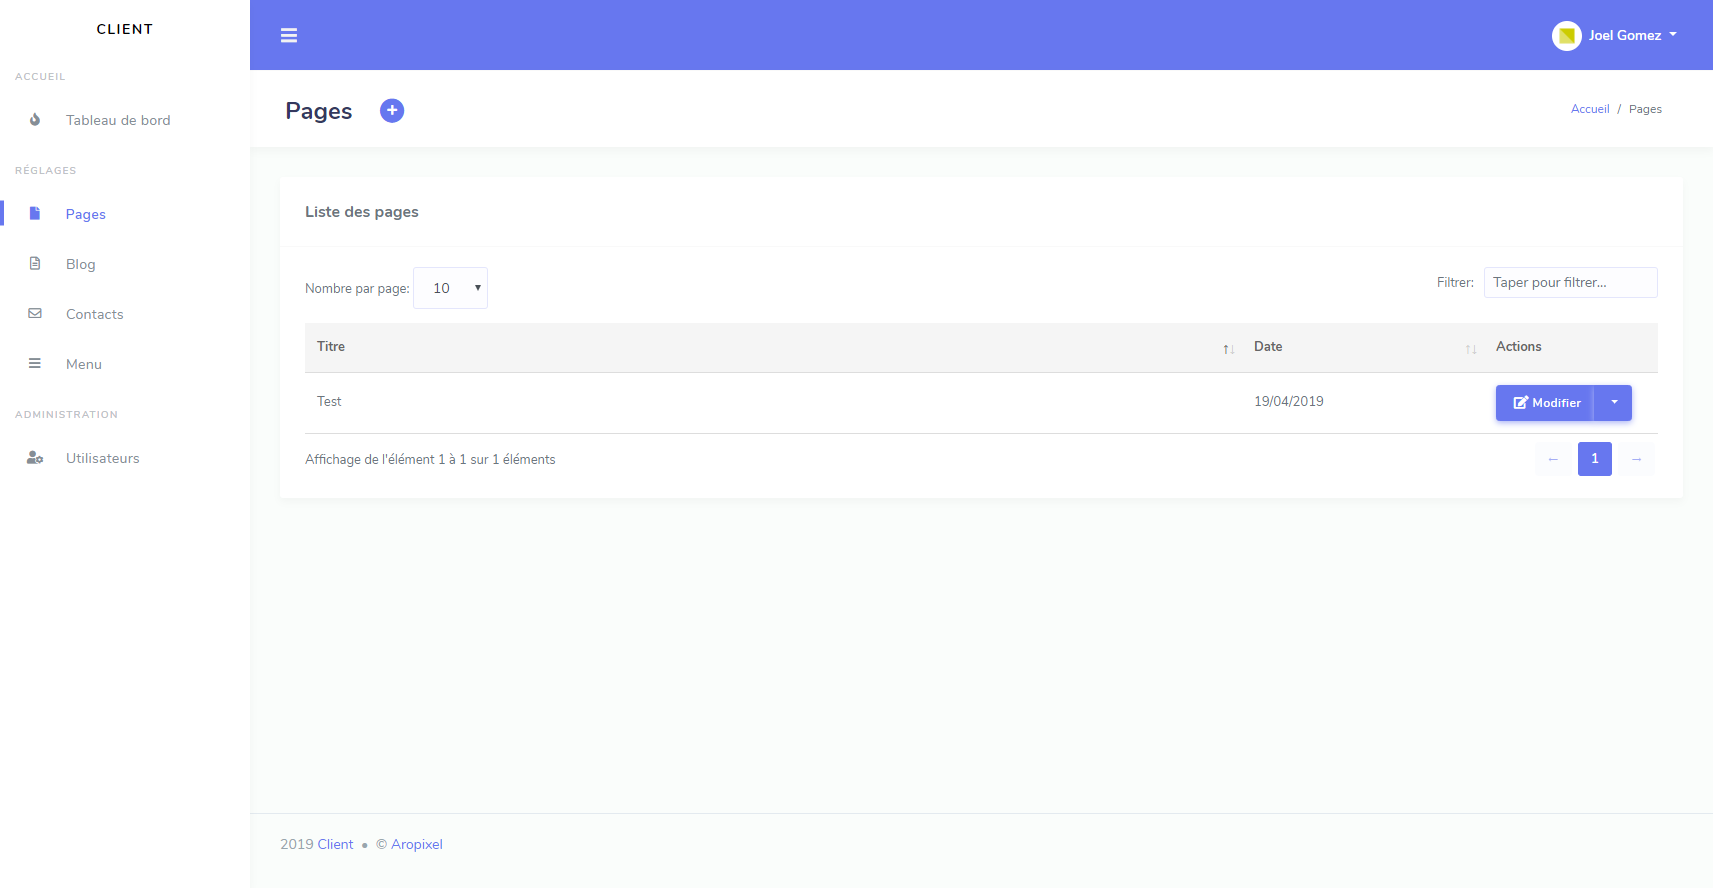 CLIENT
Joel Gomez
ACCUEIL
Tableau de bord
RÉGLAGES
Pages
Blog
Contacts
Menu
ADMINISTRATION
Utilisateurs
Pages
Accueil / Pages
Liste des pages
Nombre par page: 10
Filtrer: Taper pour filtrer...
Titre ↑↓ Date ↑↓ Actions
Test 19/04/2019 Modifier
Affichage de l'élément 1 à 1 sur 1 éléments
← 1 →
2019 Client • © Aropixel